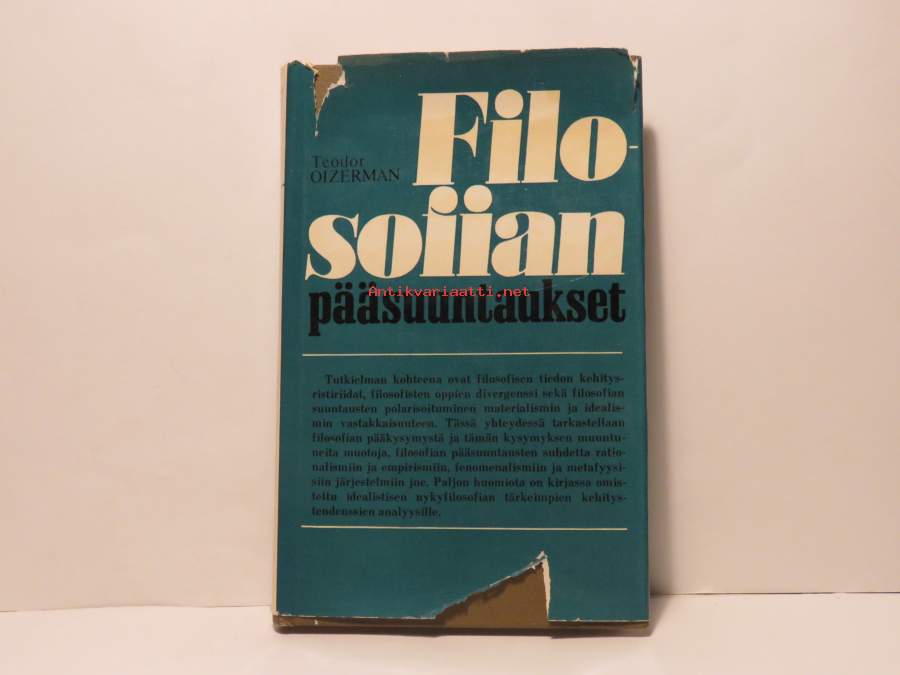 Filo-
Teodor
OIZERMAN
sofian
Antikvariaatti.net
pääsuuntaukset
Tutkielman kohteena ovat filosofisen tiedon kehitys-
ristiriidat, filosofisten oppien divergenssi sekä filosofian
suuntausten polarisoituminen materialismin ja idealis-
min vastakkaisuuteen. Tässä yhteydessä tarkastellaan
filosofian pääkysymystä ja tämän kysymyksen muuntu-
neita muotoja, filosofian pääsuuntausten suhdetta ratio-
nalismiin ja empirismiin, fenomenalismiin ja metafyysi-
siin järjestelmiin jne. Paljon huomiota on kirjassa omis-
tettu idealistisen nykyfilosofian tärkeimpien kehitys-
tendenssien analyysille.